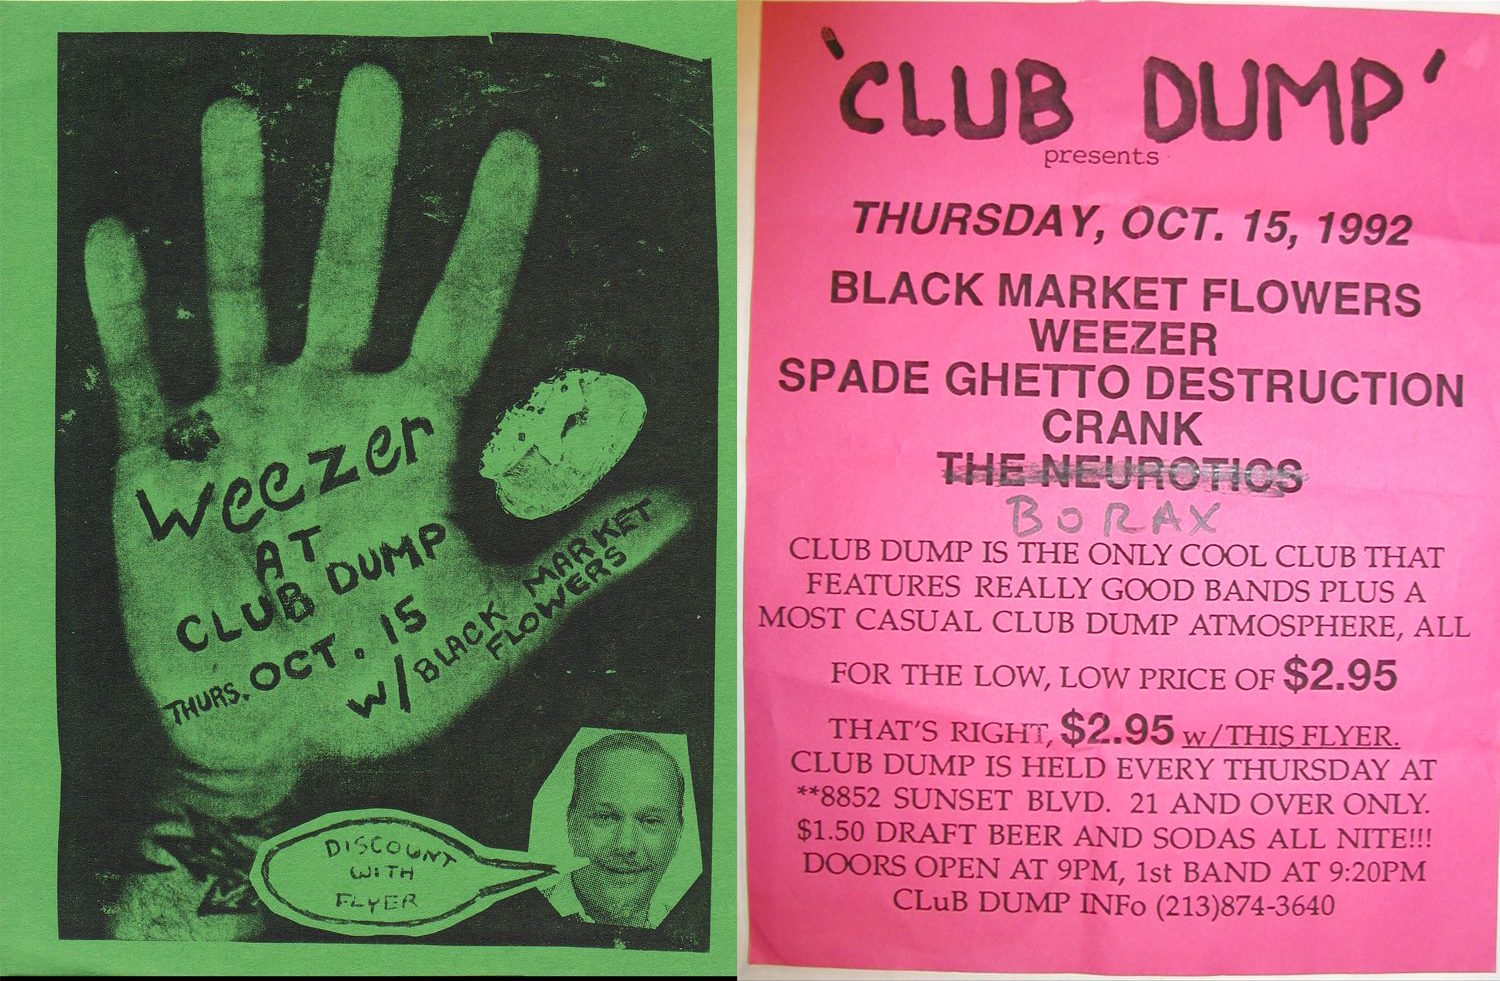 Weezer
AT
CLUB DUMP
THURS. OCT. 15
W/ BLACK MARKET
FLOWERS
DISCOUNT
WITH
FLYER
'CLUB DUMP'
presents
THURSDAY, OCT. 15, 1992
BLACK MARKET FLOWERS
WEEZER
SPADE GHETTO DESTRUCTION
CRANK
THE NEUROTICS
BORAX
CLUB DUMP IS THE ONLY COOL CLUB THAT
FEATURES REALLY GOOD BANDS PLUS A
MOST CASUAL CLUB DUMP ATMOSPHERE, ALL
FOR THE LOW, LOW PRICE OF $2.95
THAT'S RIGHT, $2.95 w/THIS FLYER.
CLUB DUMP IS HELD EVERY THURSDAY AT
**8852 SUNSET BLVD. 21 AND OVER ONLY.
$1.50 DRAFT BEER AND SODAS ALL NITE!!!
DOORS OPEN AT 9PM, 1st BAND AT 9:20PM
CLuB DUMP INFo (213)874-3640